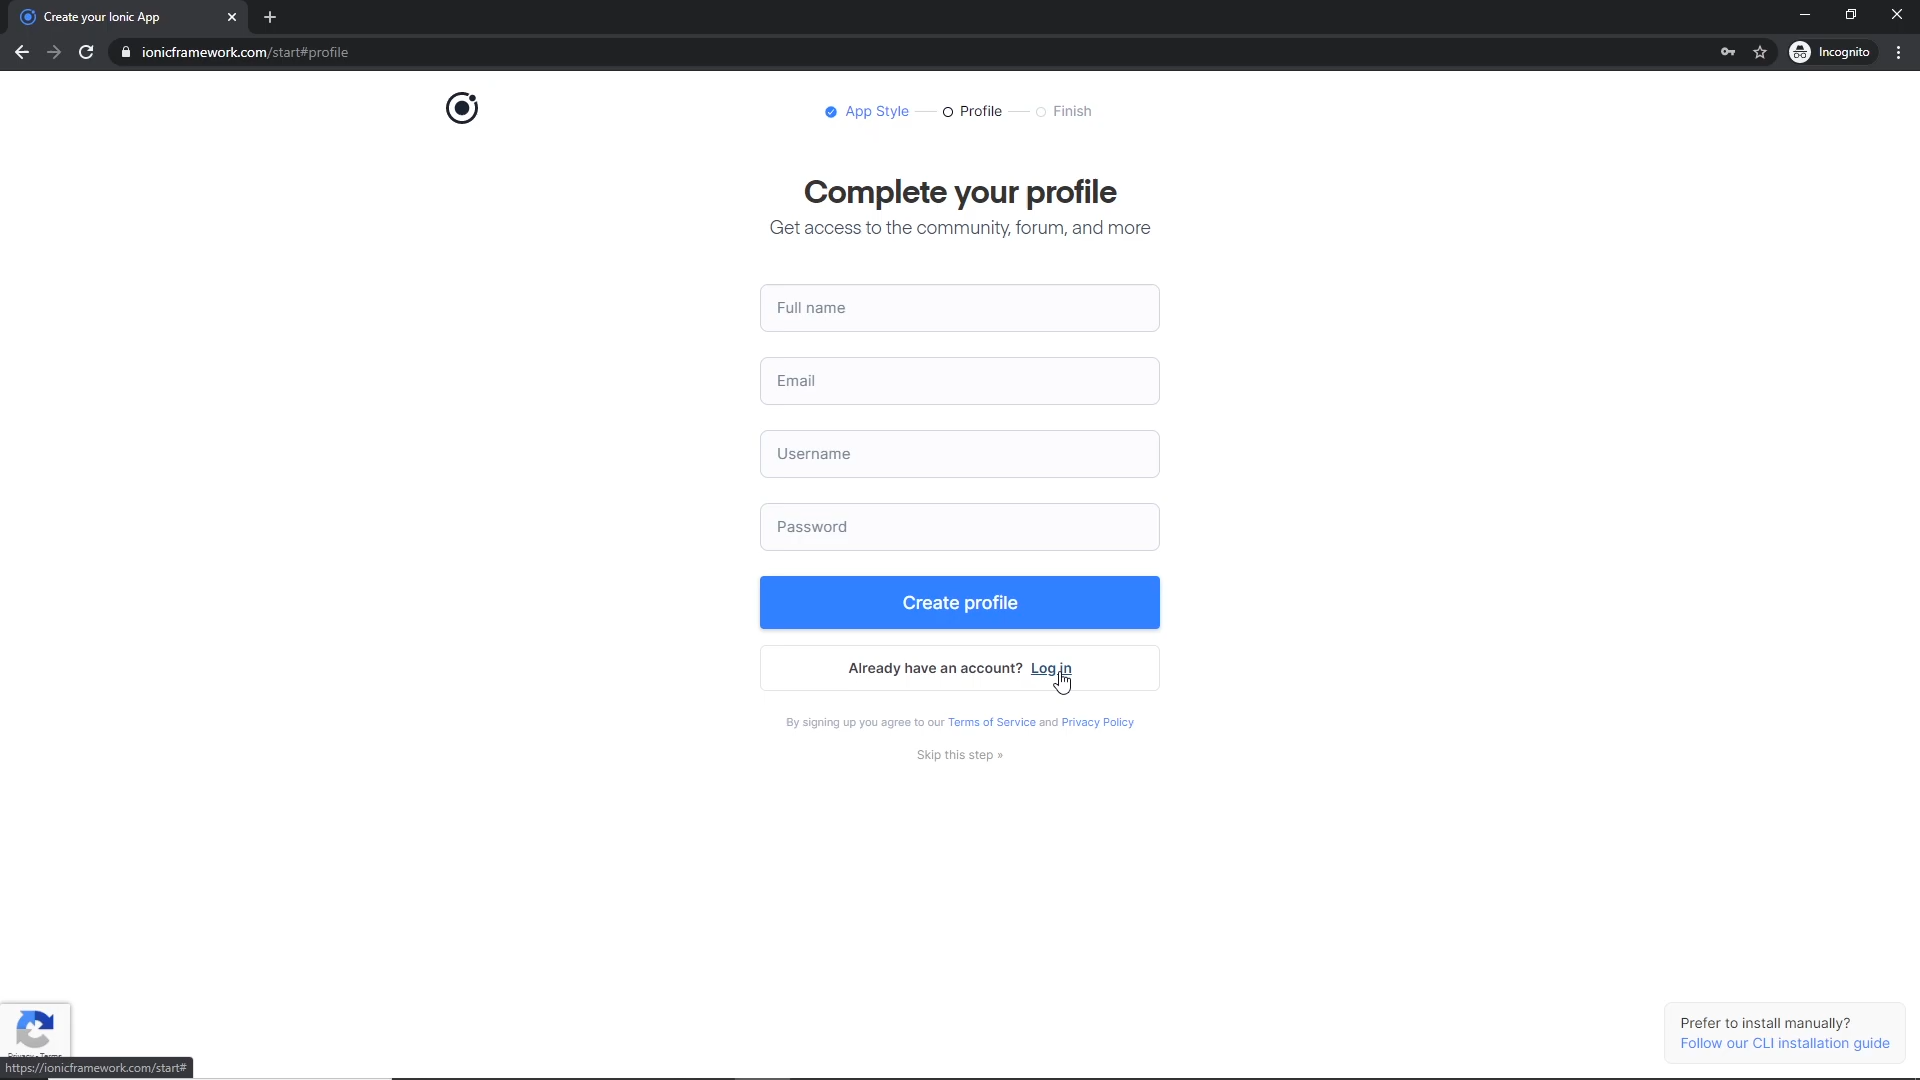 Create your Ionic App
ionicframework.com/start#profile
Incognito
App Style
Profile
Finish
Complete your profile
Get access to the community, forum, and more
Full name
Email
Username
Password
Create profile
Already have an account? Log in
By signing up you agree to our Terms of Service and Privacy Policy
Skip this step »
Privacy - Terms
https://ionicframework.com/start#
Prefer to install manually?
Follow our CLI installation guide